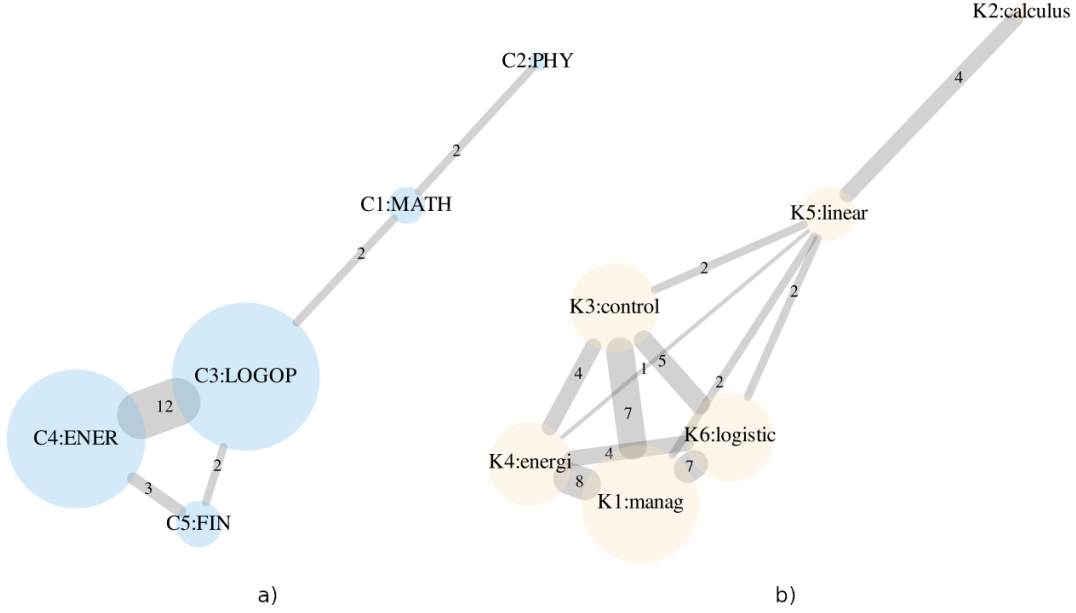 C2:PHY
2
C1:MATH
2
C3:LOGOP
12
C4:ENER
2
3
C5:FIN
a)
K2:calculus
4
K5:linear
2
K3:control
2
1
5
4
2
7
K6:logistic
4
K4:energi
7
8
K1:manag
b)